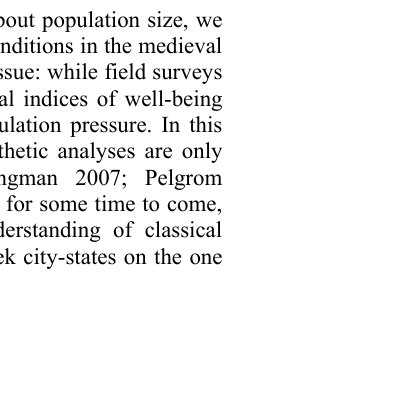 bout population size, we
nditions in the medieval
ssue: while field surveys
al indices of well-being
ulation pressure. In this
thetic analyses are only
ngman 2007; Pelgrom
for some time to come,
derstanding of classical
ek city-states on the one